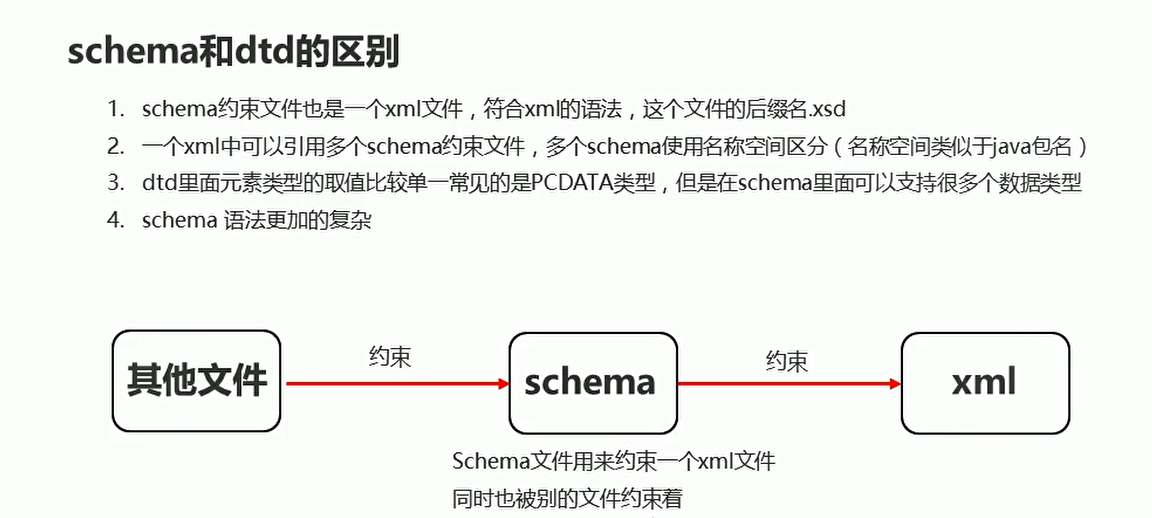 schema和dtd的区别
1. schema约束文件也是一个xml文件，符合xml的语法，这个文件的后缀名.xsd
2. 一个xml中可以引用多个schema约束文件，多个schema使用名称空间区分（名称空间类似于java包名）
3. dtd里面元素类型的取值比较单一常见的是PCDATA类型，但是在schema里面可以支持很多个数据类型
4. schema 语法更加的复杂
约束
约束
其他文件
schema
xml
Schema文件用来约束一个xml文件
同时也被别的文件约束着